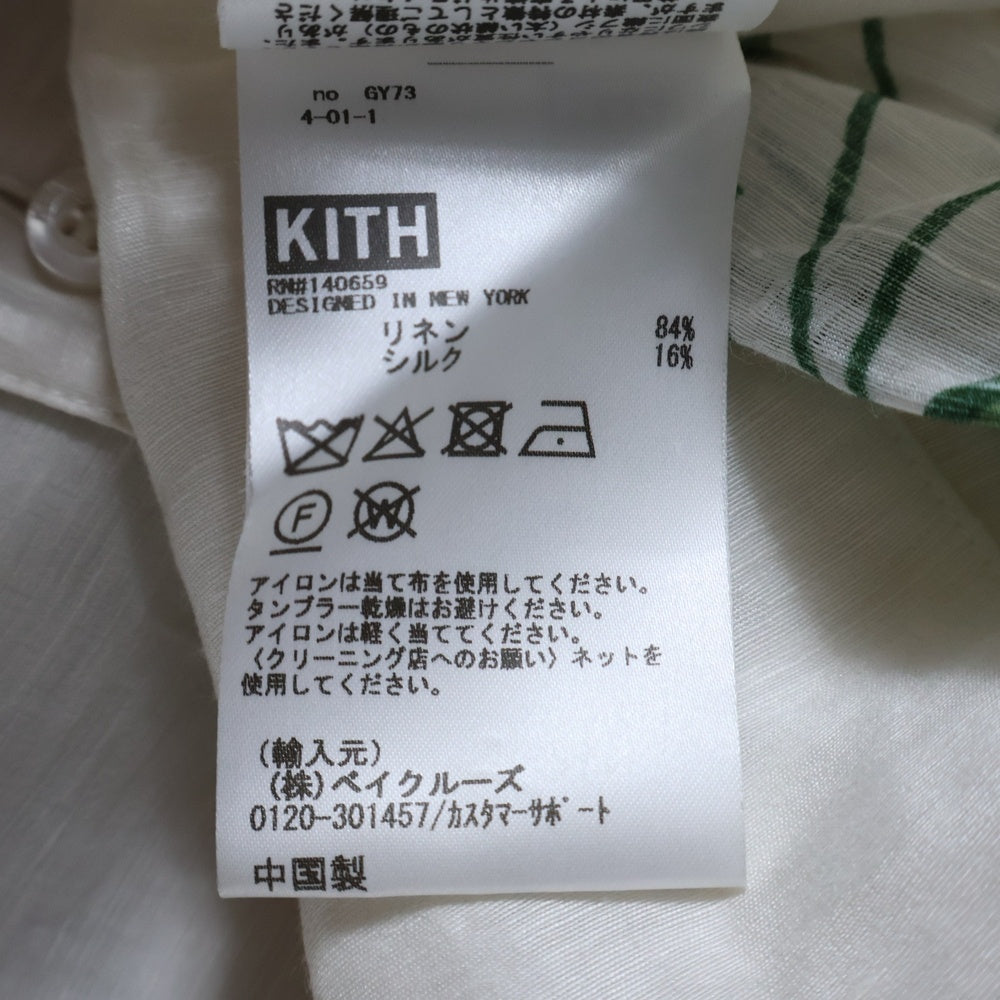 no GY73
4-01-1
KITH
RN#140659
DESIGNED IN NEW YORK
リネン 84%
シルク 16%
F
W
アイロンは当て布を使用してください。
タンブラー乾燥はお避けください。
アイロンは軽く当ててください。
〈クリーニング店へのお願い〉ネットを
使用してください。
(輸入元)
(株)ベイクルーズ
0120-301457/カスタマーサポート
中国製